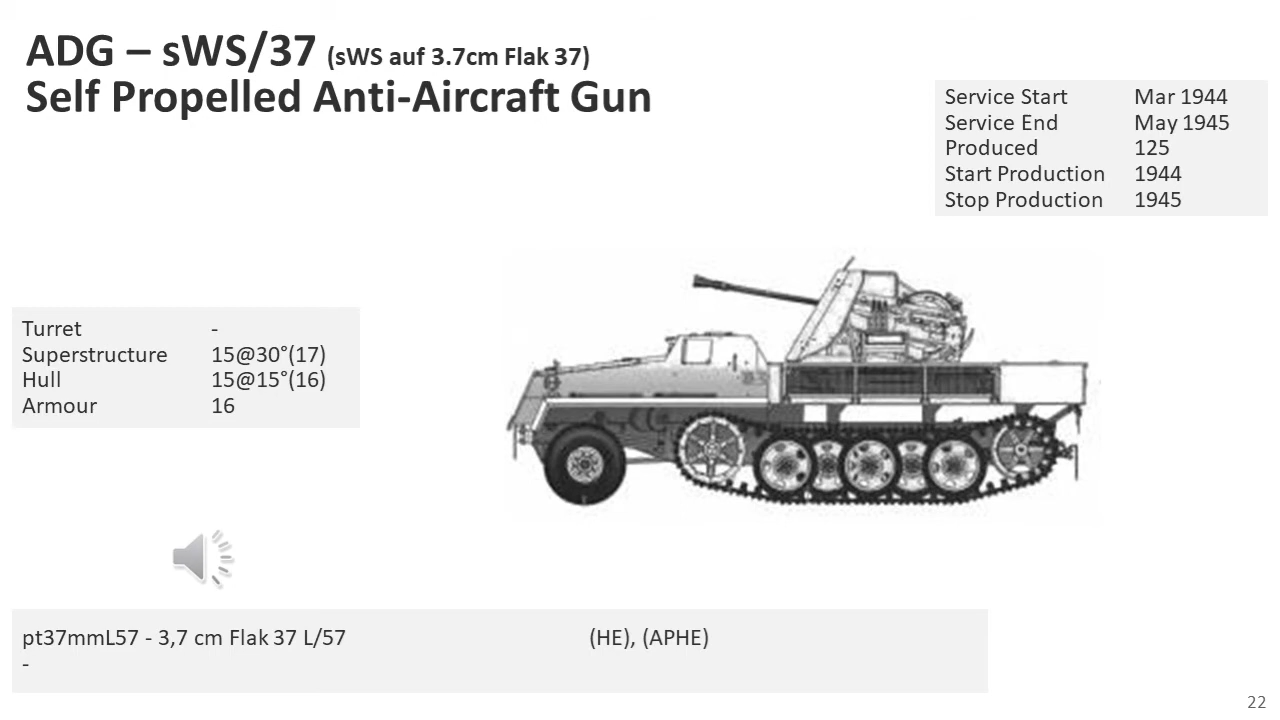 ADG – sWS/37 (sWS auf 3.7cm Flak 37)
Self Propelled Anti-Aircraft Gun
Service Start Mar 1944
Service End May 1945
Produced 125
Start Production 1944
Stop Production 1945
Turret -
Superstructure 15@30°(17)
Hull 15@15°(16)
Armour 16
pt37mmL57 - 3,7 cm Flak 37 L/57 (HE), (APHE)
-
22